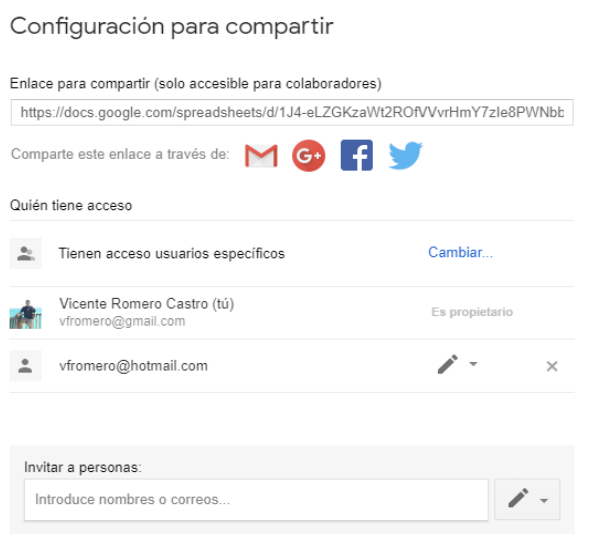 Configuración para compartir
Enlace para compartir (solo accesible para colaboradores)
https://docs.google.com/spreadsheets/d/1J4-eLZGKzaWt2ROfVVvrHmY7zIe8PWNbb
Comparte este enlace a través de:
G+
f
Quién tiene acceso
Tienen acceso usuarios específicos Cambiar...
Vicente Romero Castro (tú)
vfromero@gmail.com
Es propietario
vfromero@hotmail.com
Invitar a personas:
Introduce nombres o correos...